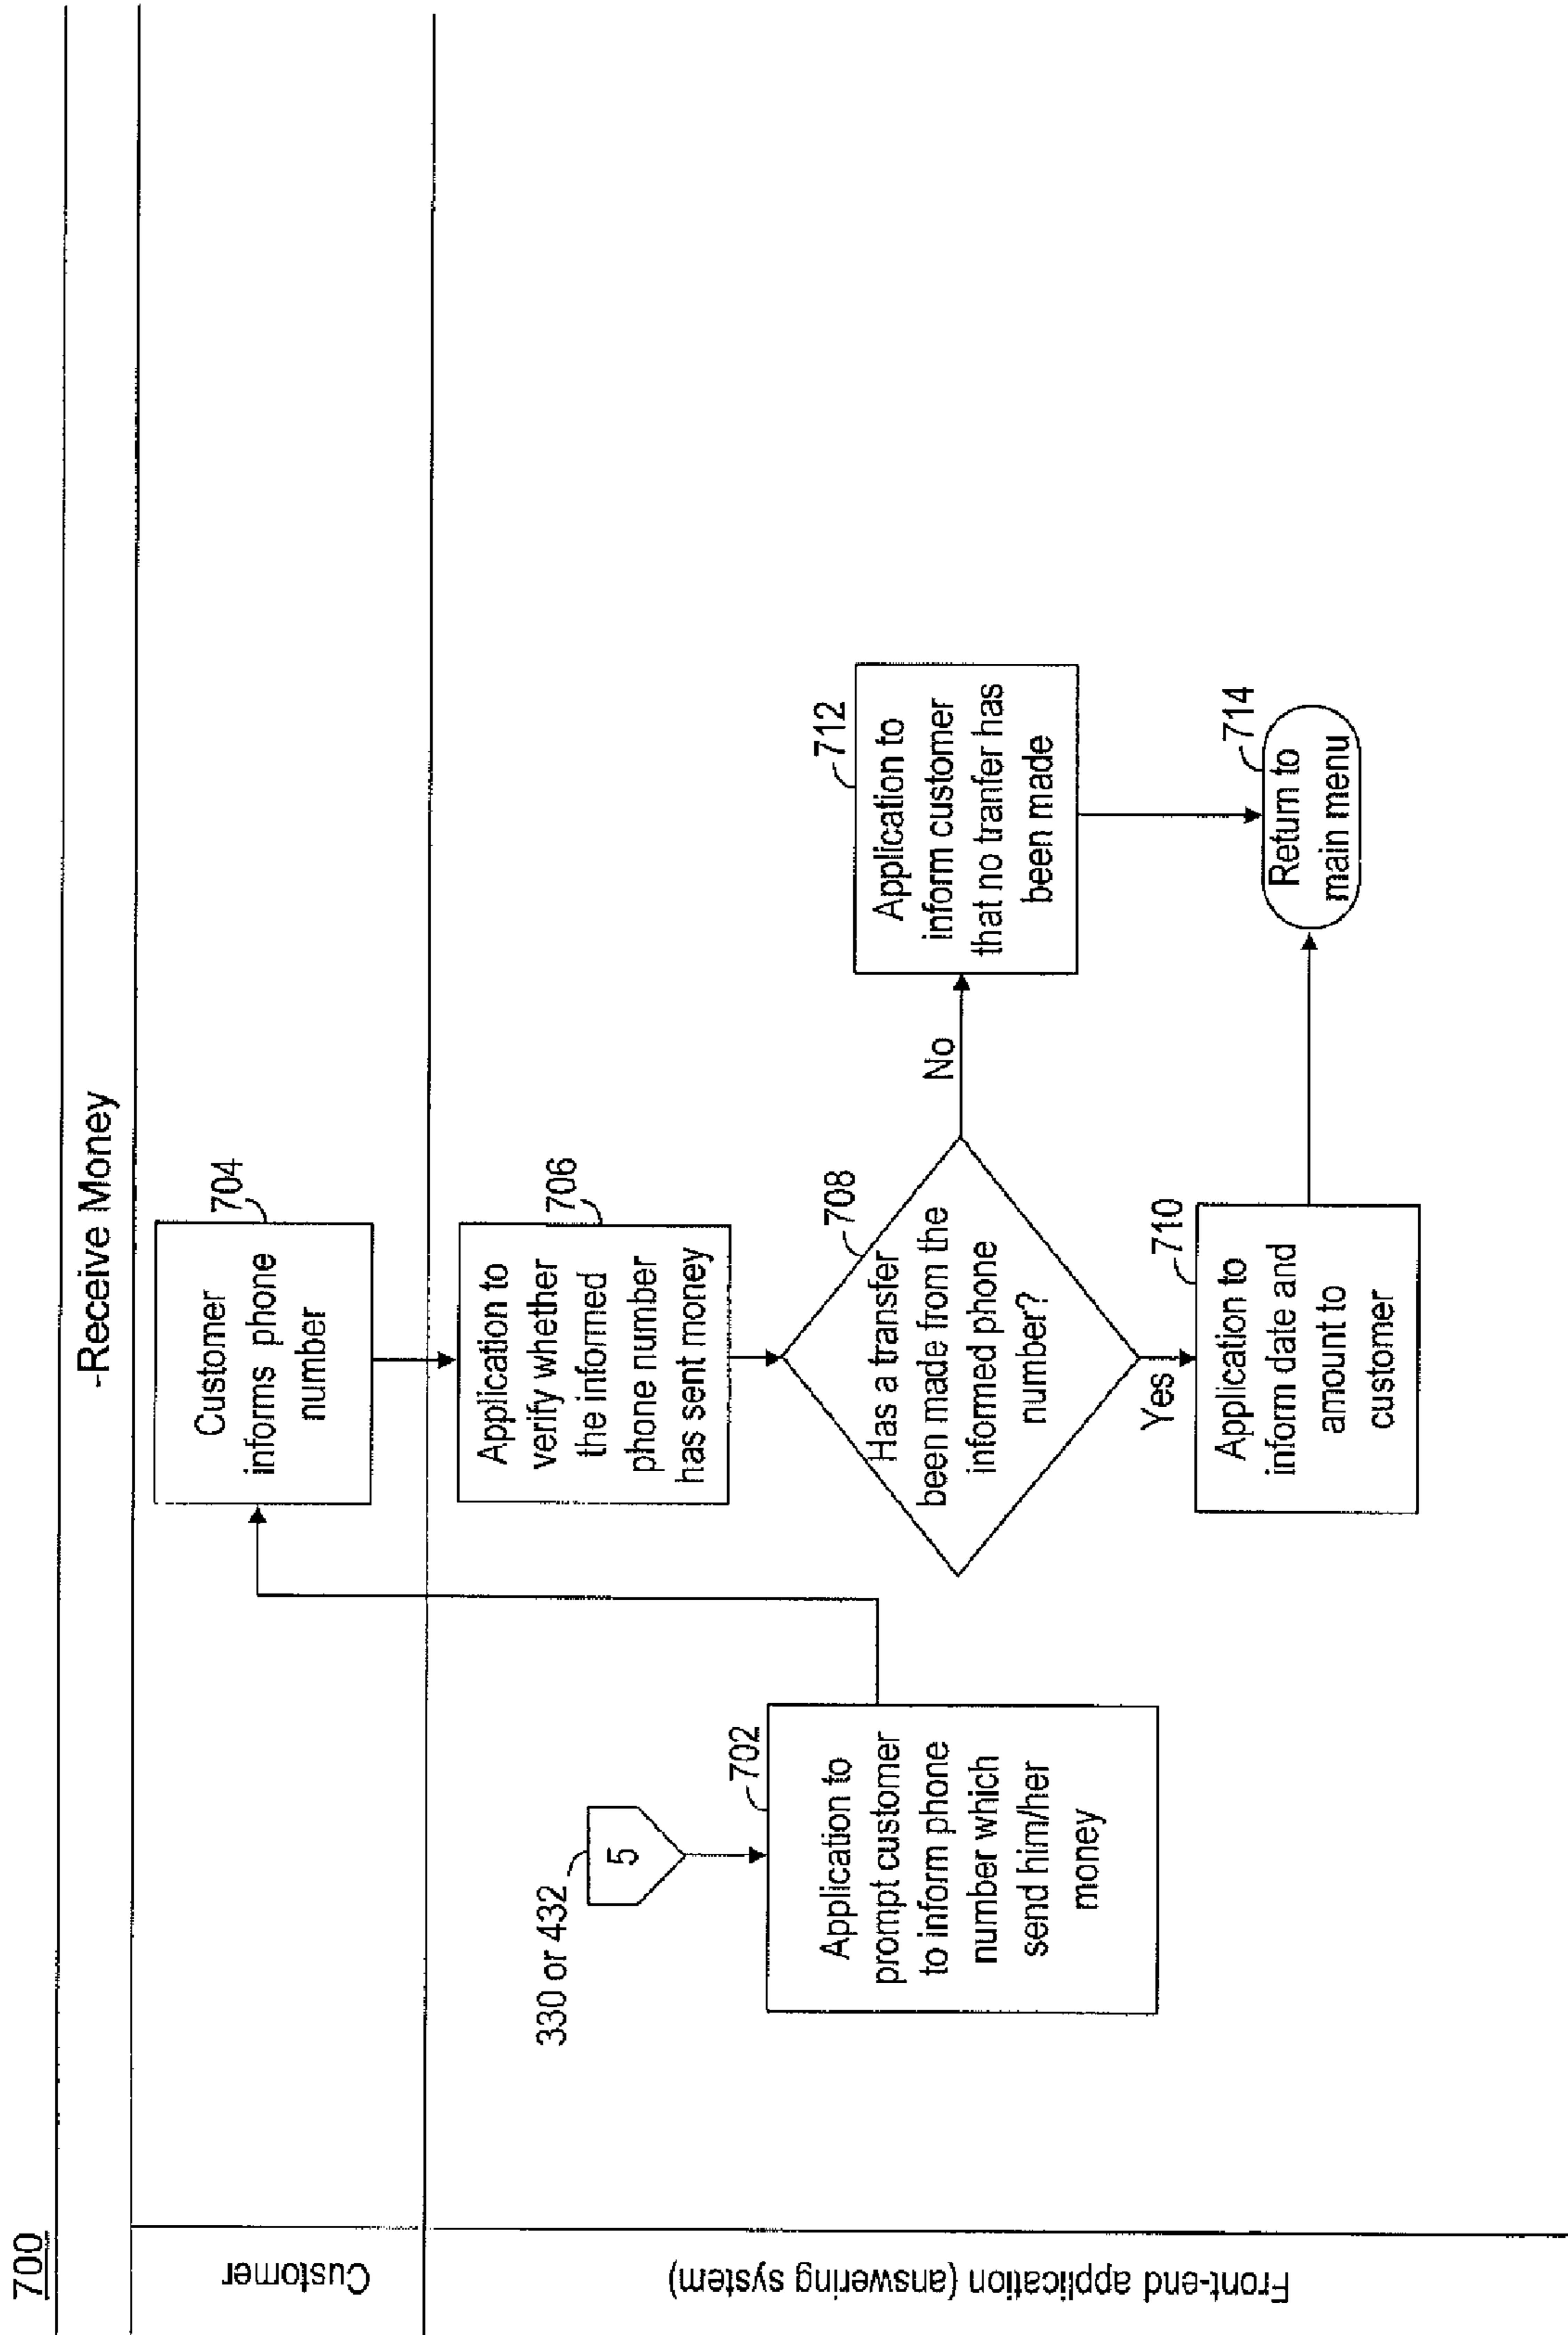 700
-Receive Money
Customer
704
Customer
informs phone
number
Front-end application (answering system)
330 or 432
5
702
Application to
prompt customer
to inform phone
number which
send him/her
money
706
Application to
verify whether
the informed
phone number
has sent money
708
Has a transfer
been made from the
informed phone
number?
No
Yes
712
Application to
inform customer
that no tranfer has
been made
710
Application to
inform date and
amount to
customer
714
Return to
main menu